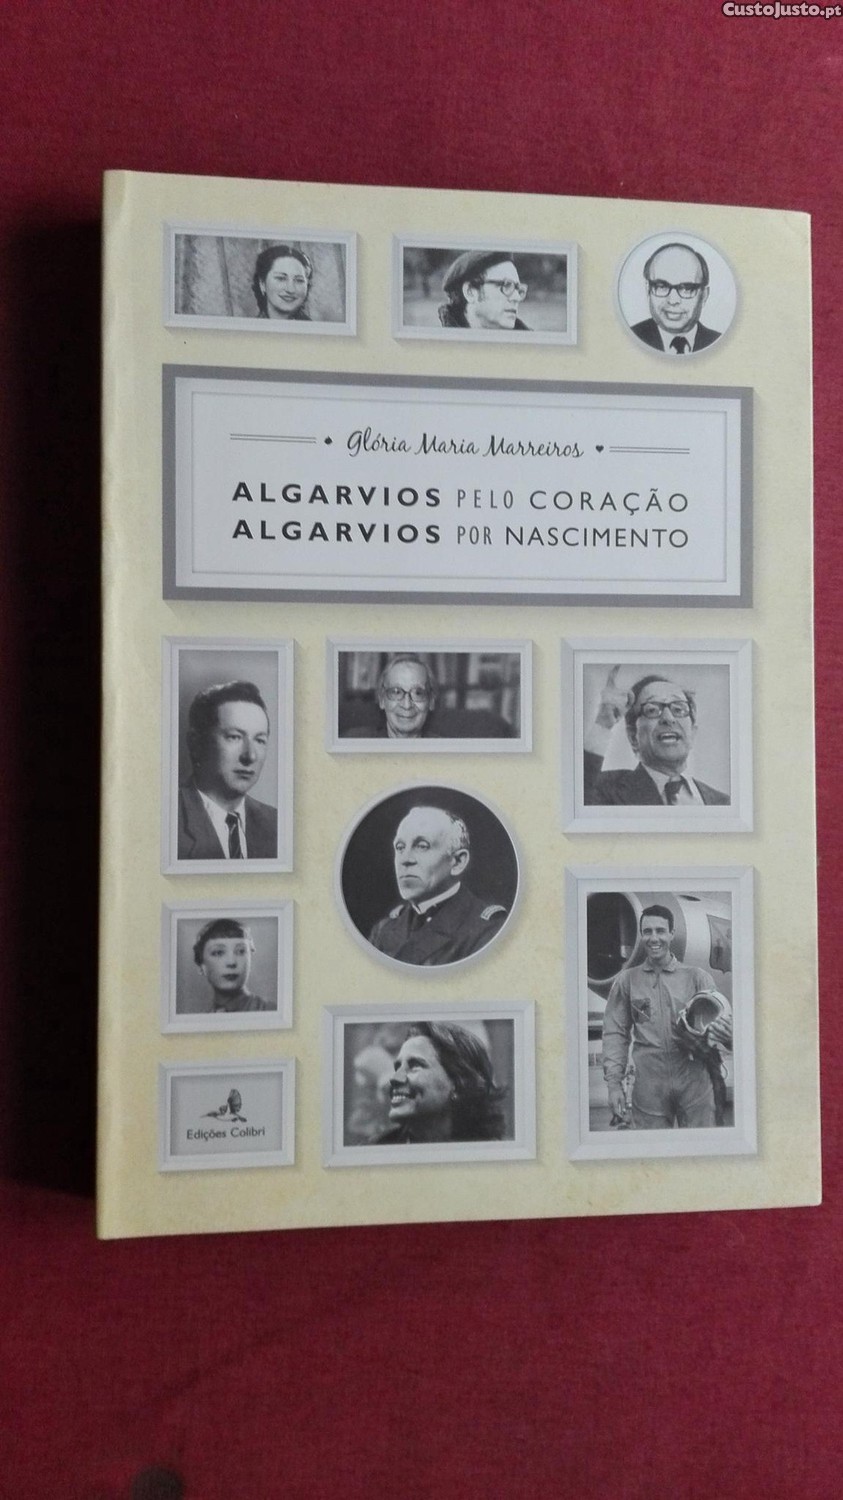 CustoJusto.pt
Glória Maria Marreiros
ALGARVIOS PELO CORAÇÃO
ALGARVIOS POR NASCIMENTO
Edições Colibri